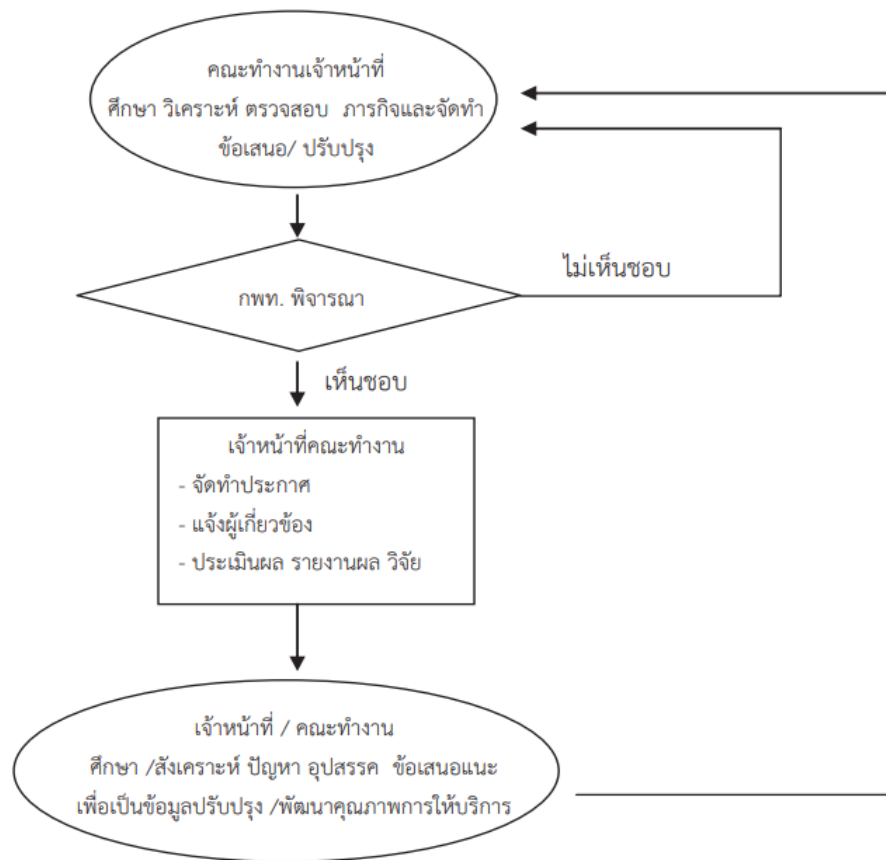 คณะทำงานเจ้าหน้าที่
ศึกษา วิเคราะห์ ตรวจสอบ ภารกิจและจัดทำ
ข้อเสนอ/ ปรับปรุง
กพท. พิจารณา
ไม่เห็นชอบ
เห็นชอบ
เจ้าหน้าที่คณะทำงาน
- จัดทำประกาศ
- แจ้งผู้เกี่ยวข้อง
- ประเมินผล รายงานผล วิจัย
เจ้าหน้าที่ / คณะทำงาน
ศึกษา /สังเคราะห์ ปัญหา อุปสรรค ข้อเสนอแนะ
เพื่อเป็นข้อมูลปรับปรุง /พัฒนาคุณภาพการให้บริการ